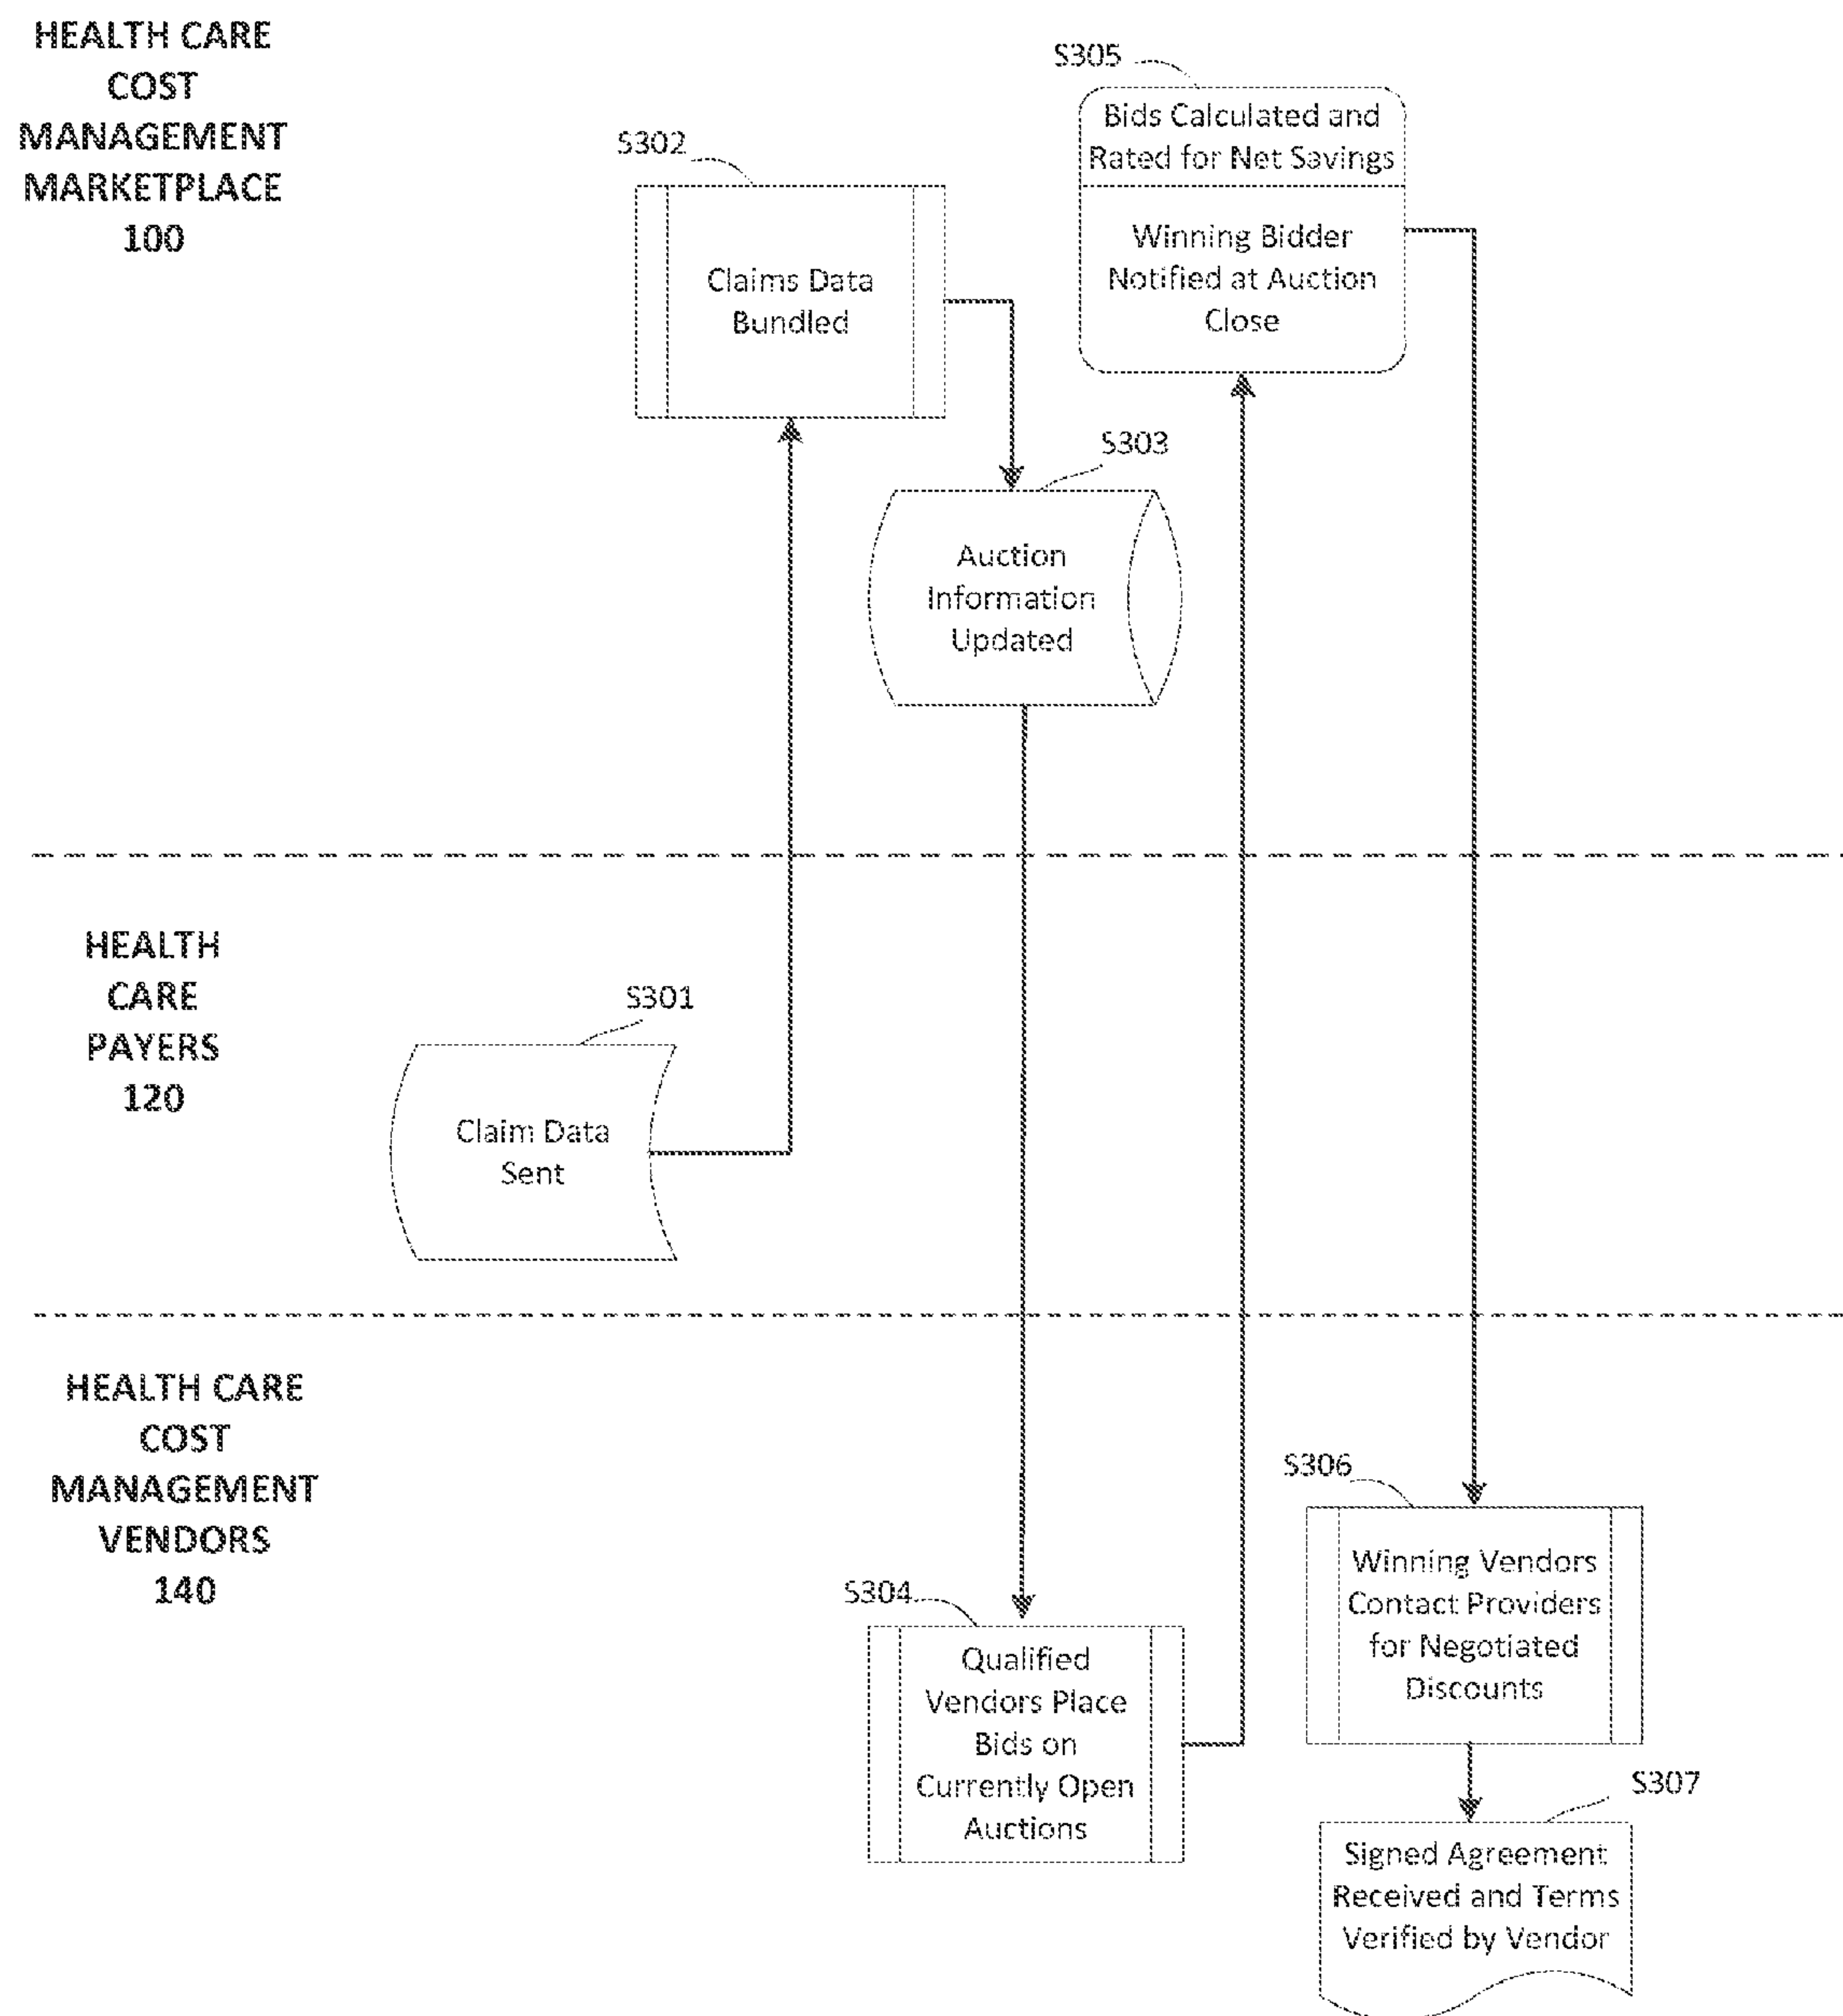 HEALTH CARE
COST
MANAGEMENT
MARKETPLACE
100
S302
Claims Data
Bundled
S305
Bids Calculated and
Rated for Net Savings
Winning Bidder
Notified at Auction
Close
S303
Auction
Information
Updated
HEALTH
CARE
PAYERS
120
S301
Claim Data
Sent
HEALTH CARE
COST
MANAGEMENT
VENDORS
140
S304
Qualified
Vendors Place
Bids on
Currently Open
Auctions
S306
Winning Vendors
Contact Providers
for Negotiated
Discounts
S307
Signed Agreement
Received and Terms
Verified by Vendor